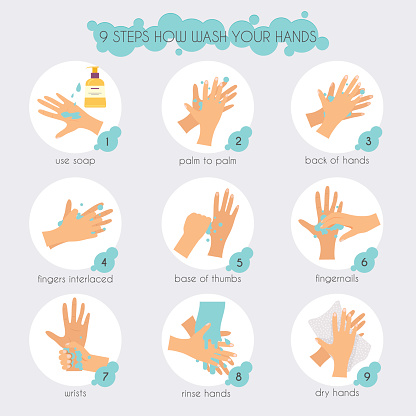 9 STEPS HOW WASH YOUR HANDS
1
use soap
2
palm to palm
3
back of hands
4
fingers interlaced
5
base of thumbs
6
fingernails
7
wrists
8
rinse hands
9
dry hands